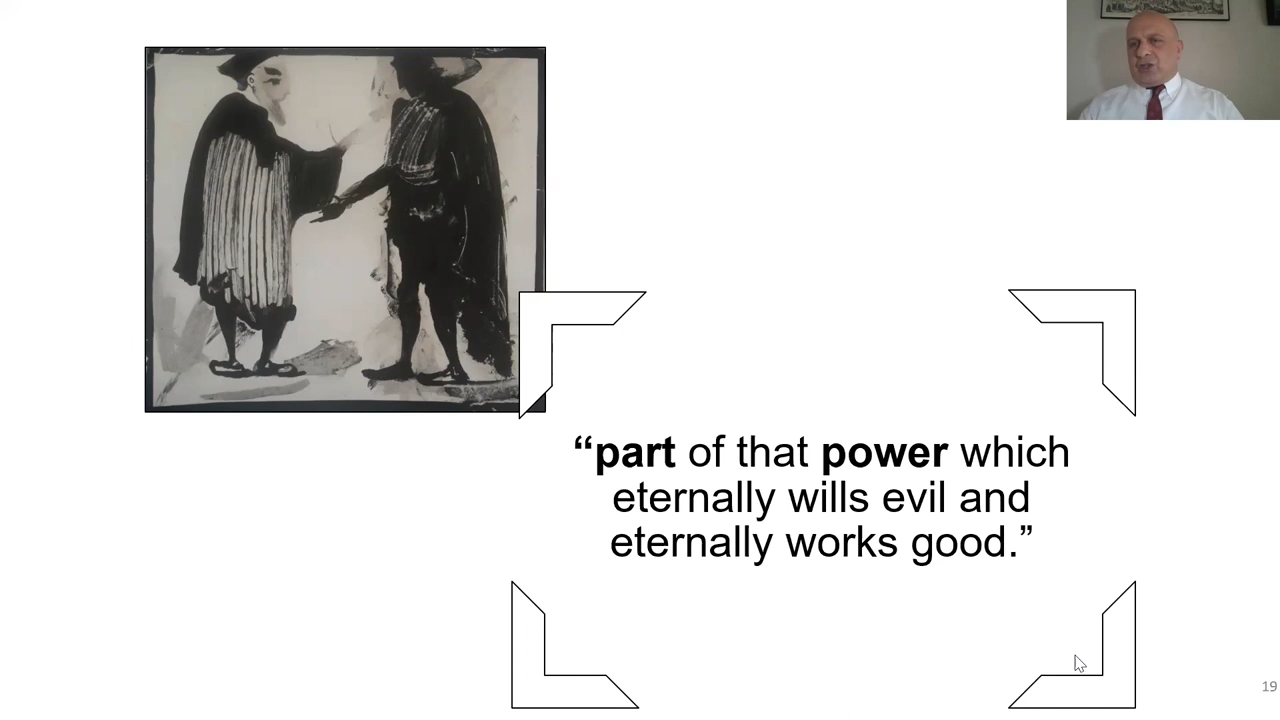 “part of that power which
eternally wills evil and
eternally works good.”
19